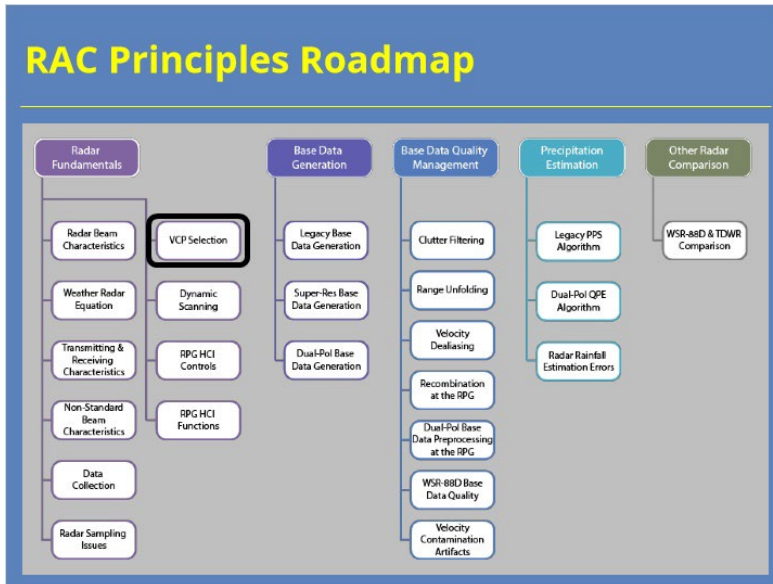 RAC Principles Roadmap
Radar
Fundamentals
Radar Beam
Characteristics
Weather Radar
Equation
Transmitting &
Receiving
Characteristics
Non-Standard
Beam
Characteristics
Data
Collection
Radar Sampling
Issues
VCP Selection
Dynamic
Scanning
RPG HCI
Controls
RPG HCI
Functions
Base Data
Generation
Legacy Base
Data Generation
Super-Res Base
Data Generation
Dual-Pol Base
Data Generation
Base Data Quality
Management
Clutter Filtering
Range Unfolding
Velocity
Dealiasing
Recombination
at the RPG
Dual-Pol Base
Data Preprocessing
at the RPG
WSR-88D Base
Data Quality
Velocity
Contamination
Artifacts
Precipitation
Estimation
Legacy PPS
Algorithm
Dual-Pol QPE
Algorithm
Radar Rainfall
Estimation Errors
Other Radar
Comparison
WSR-88D & TDWR
Comparison